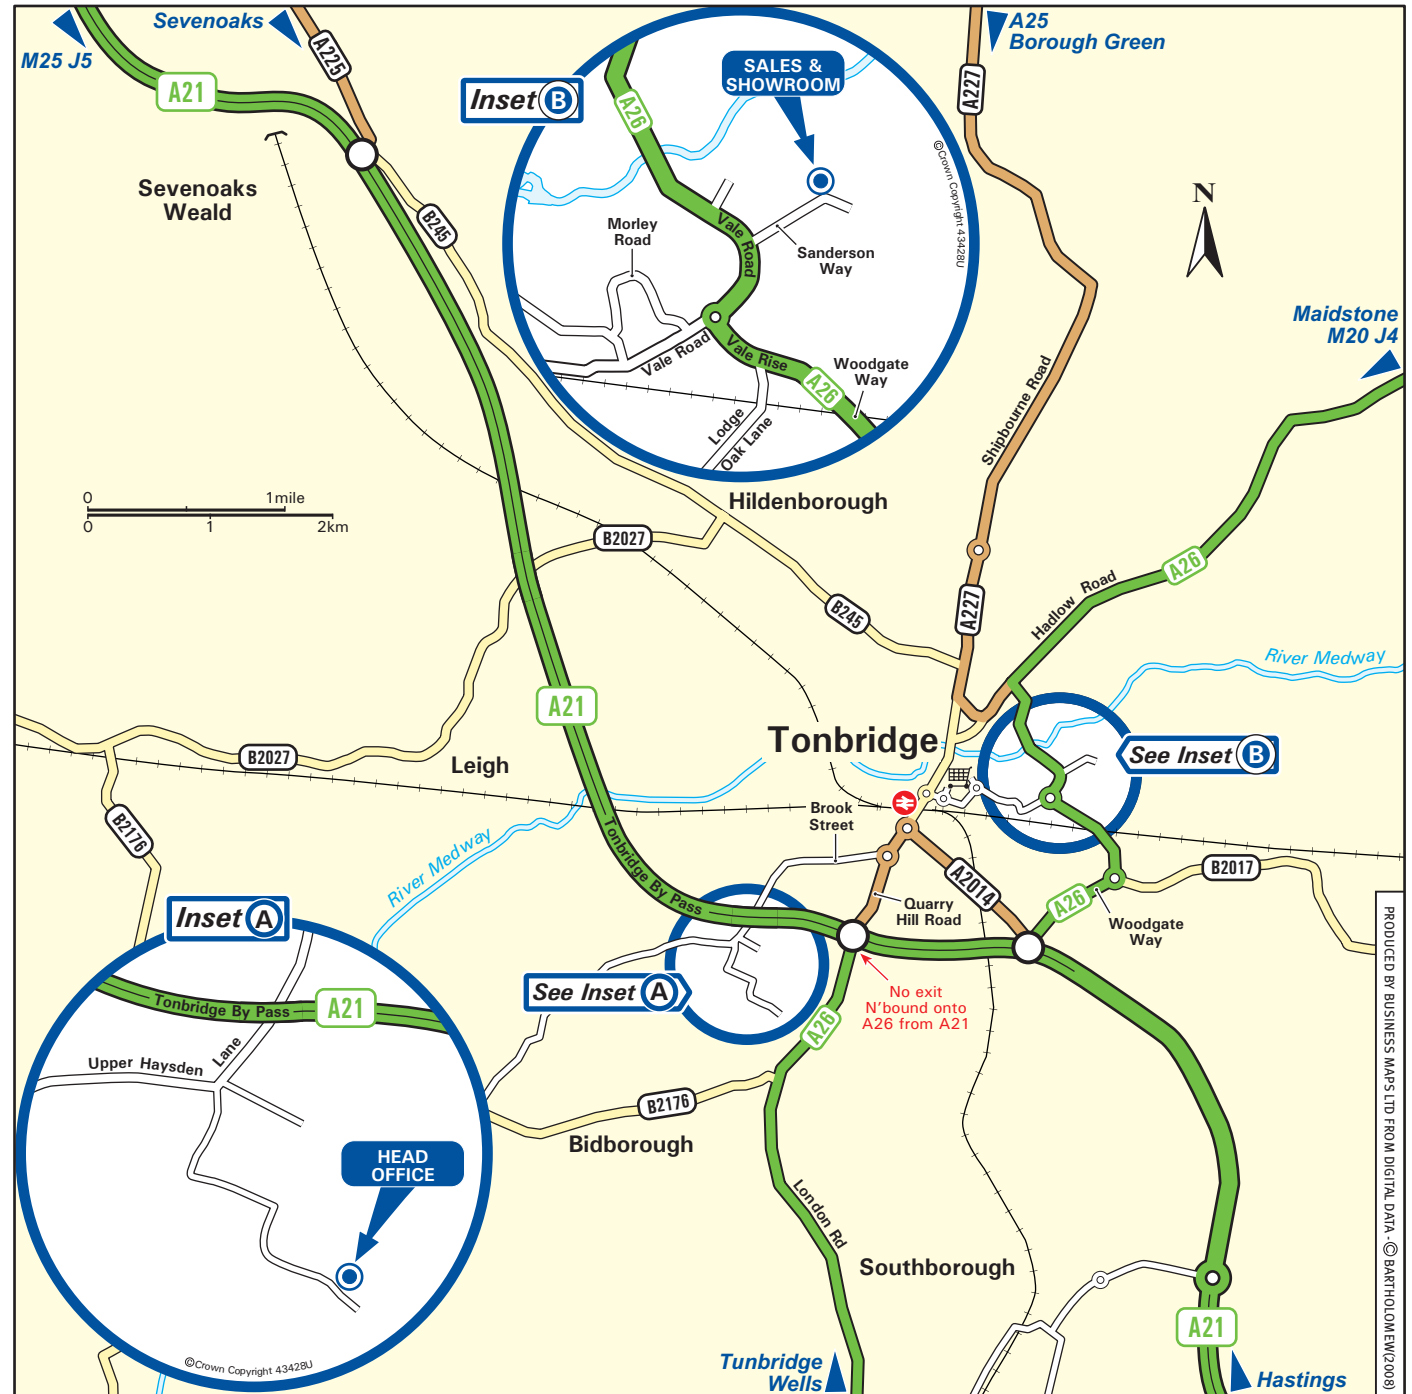 M25 J5
Sevenoaks
A225
A21
A25
Borough Green
A227
Inset B
SALES &
SHOWROOM
A26
©Crown Copyright 43428U
Morley
Road
Vale Road
Sanderson
Way
Vale Road
Vale Rise
A26
Woodgate
Way
Lodge
Oak Lane
N
Sevenoaks
Weald
B245
Maidstone
M20 J4
Shipbourne Road
0 1mile
0 1 2km
Hildenborough
B2027
A26
Hadlow Road
A227
B245
River Medway
A21
Tonbridge
See Inset B
B2027
Leigh
Brook
Street
B2176
River Medway
Tonbridge By Pass
A2014
B2017
Quarry
Hill Road
A26
Woodgate
Way
Inset A
See Inset A
No exit
N'bound onto
A26 from A21
A26
Tonbridge By Pass
A21
Upper Haysden
Lane
B2176
Bidborough
HEAD
OFFICE
London Rd
Southborough
A21
©Crown Copyright 43428U
Tunbridge
Wells
Hastings
PRODUCED BY BUSINESS MAPS LTD FROM DIGITAL DATA - © BARTHOLOMEW(2008)